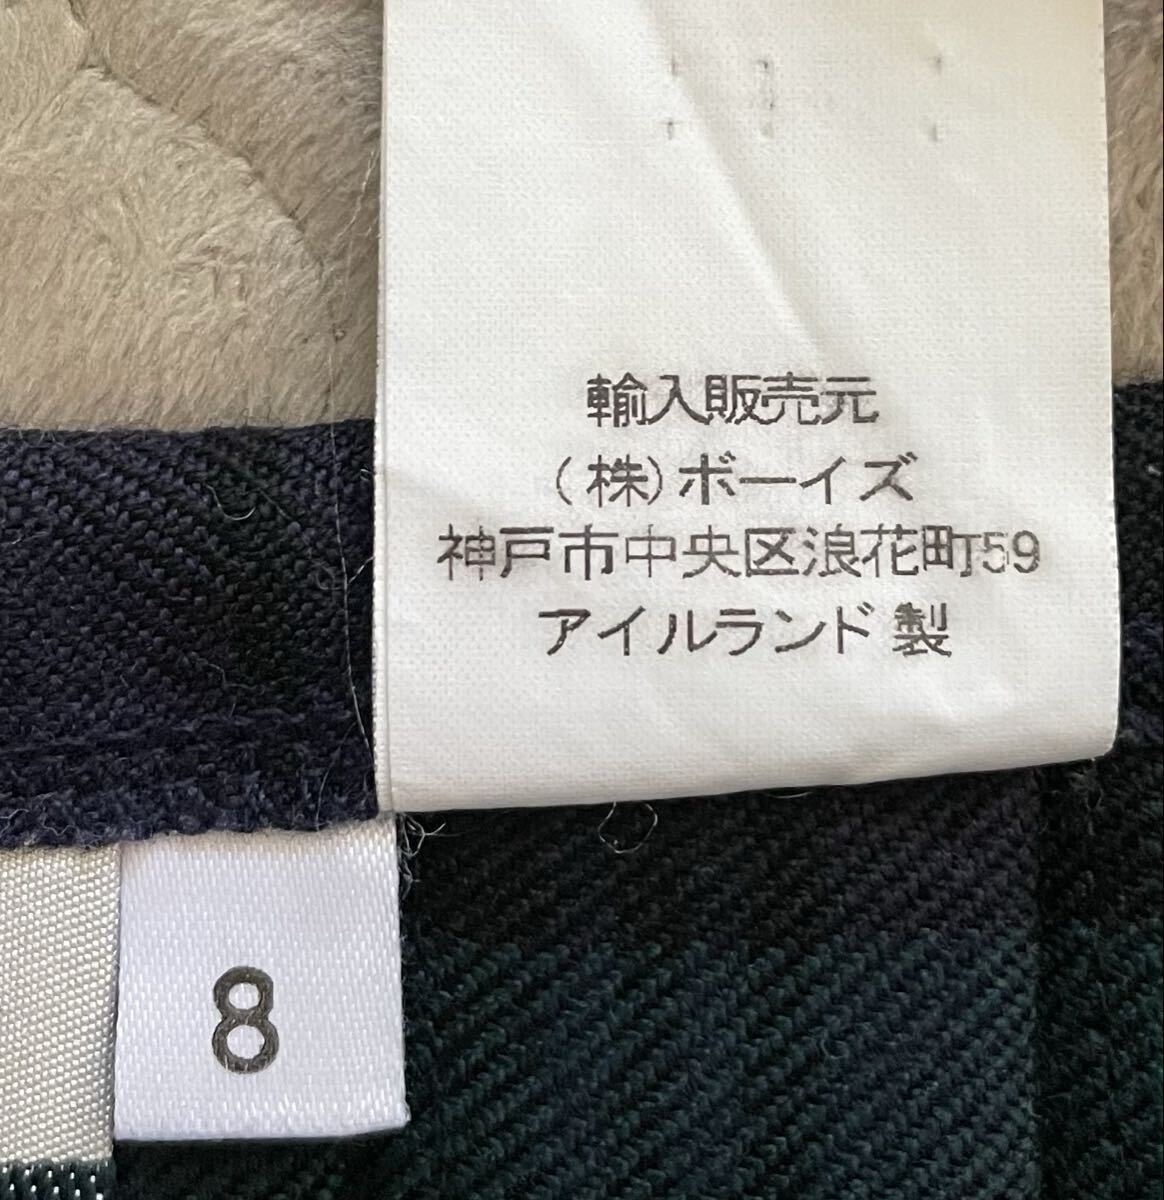 輸入販売元
(株)ボーイズ
神戸市中央区浪花町59
アイルランド製
8